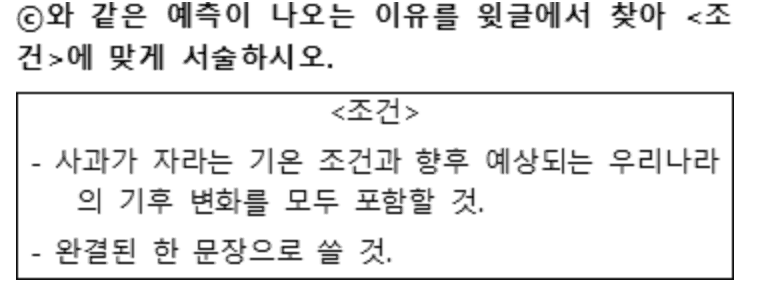 ⓒ와 같은 예측이 나오는 이유를 윗글에서 찾아 <조
건>에 맞게 서술하시오.
<조건>
- 사과가 자라는 기온 조건과 향후 예상되는 우리나라
의 기후 변화를 모두 포함할 것.
- 완결된 한 문장으로 쓸 것.